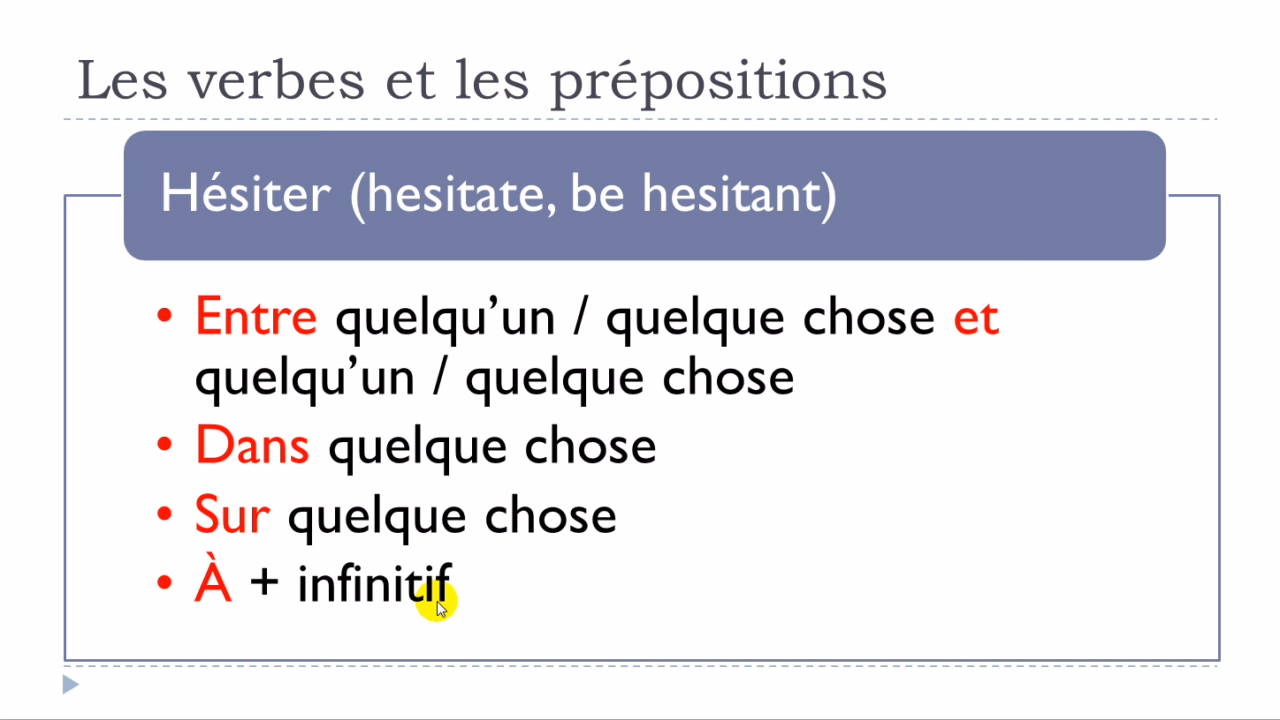 Les verbes et les prépositions
Hésiter (hesitate, be hesitant)
• Entre quelqu’un / quelque chose et
quelqu’un / quelque chose
• Dans quelque chose
• Sur quelque chose
• À + infinitif